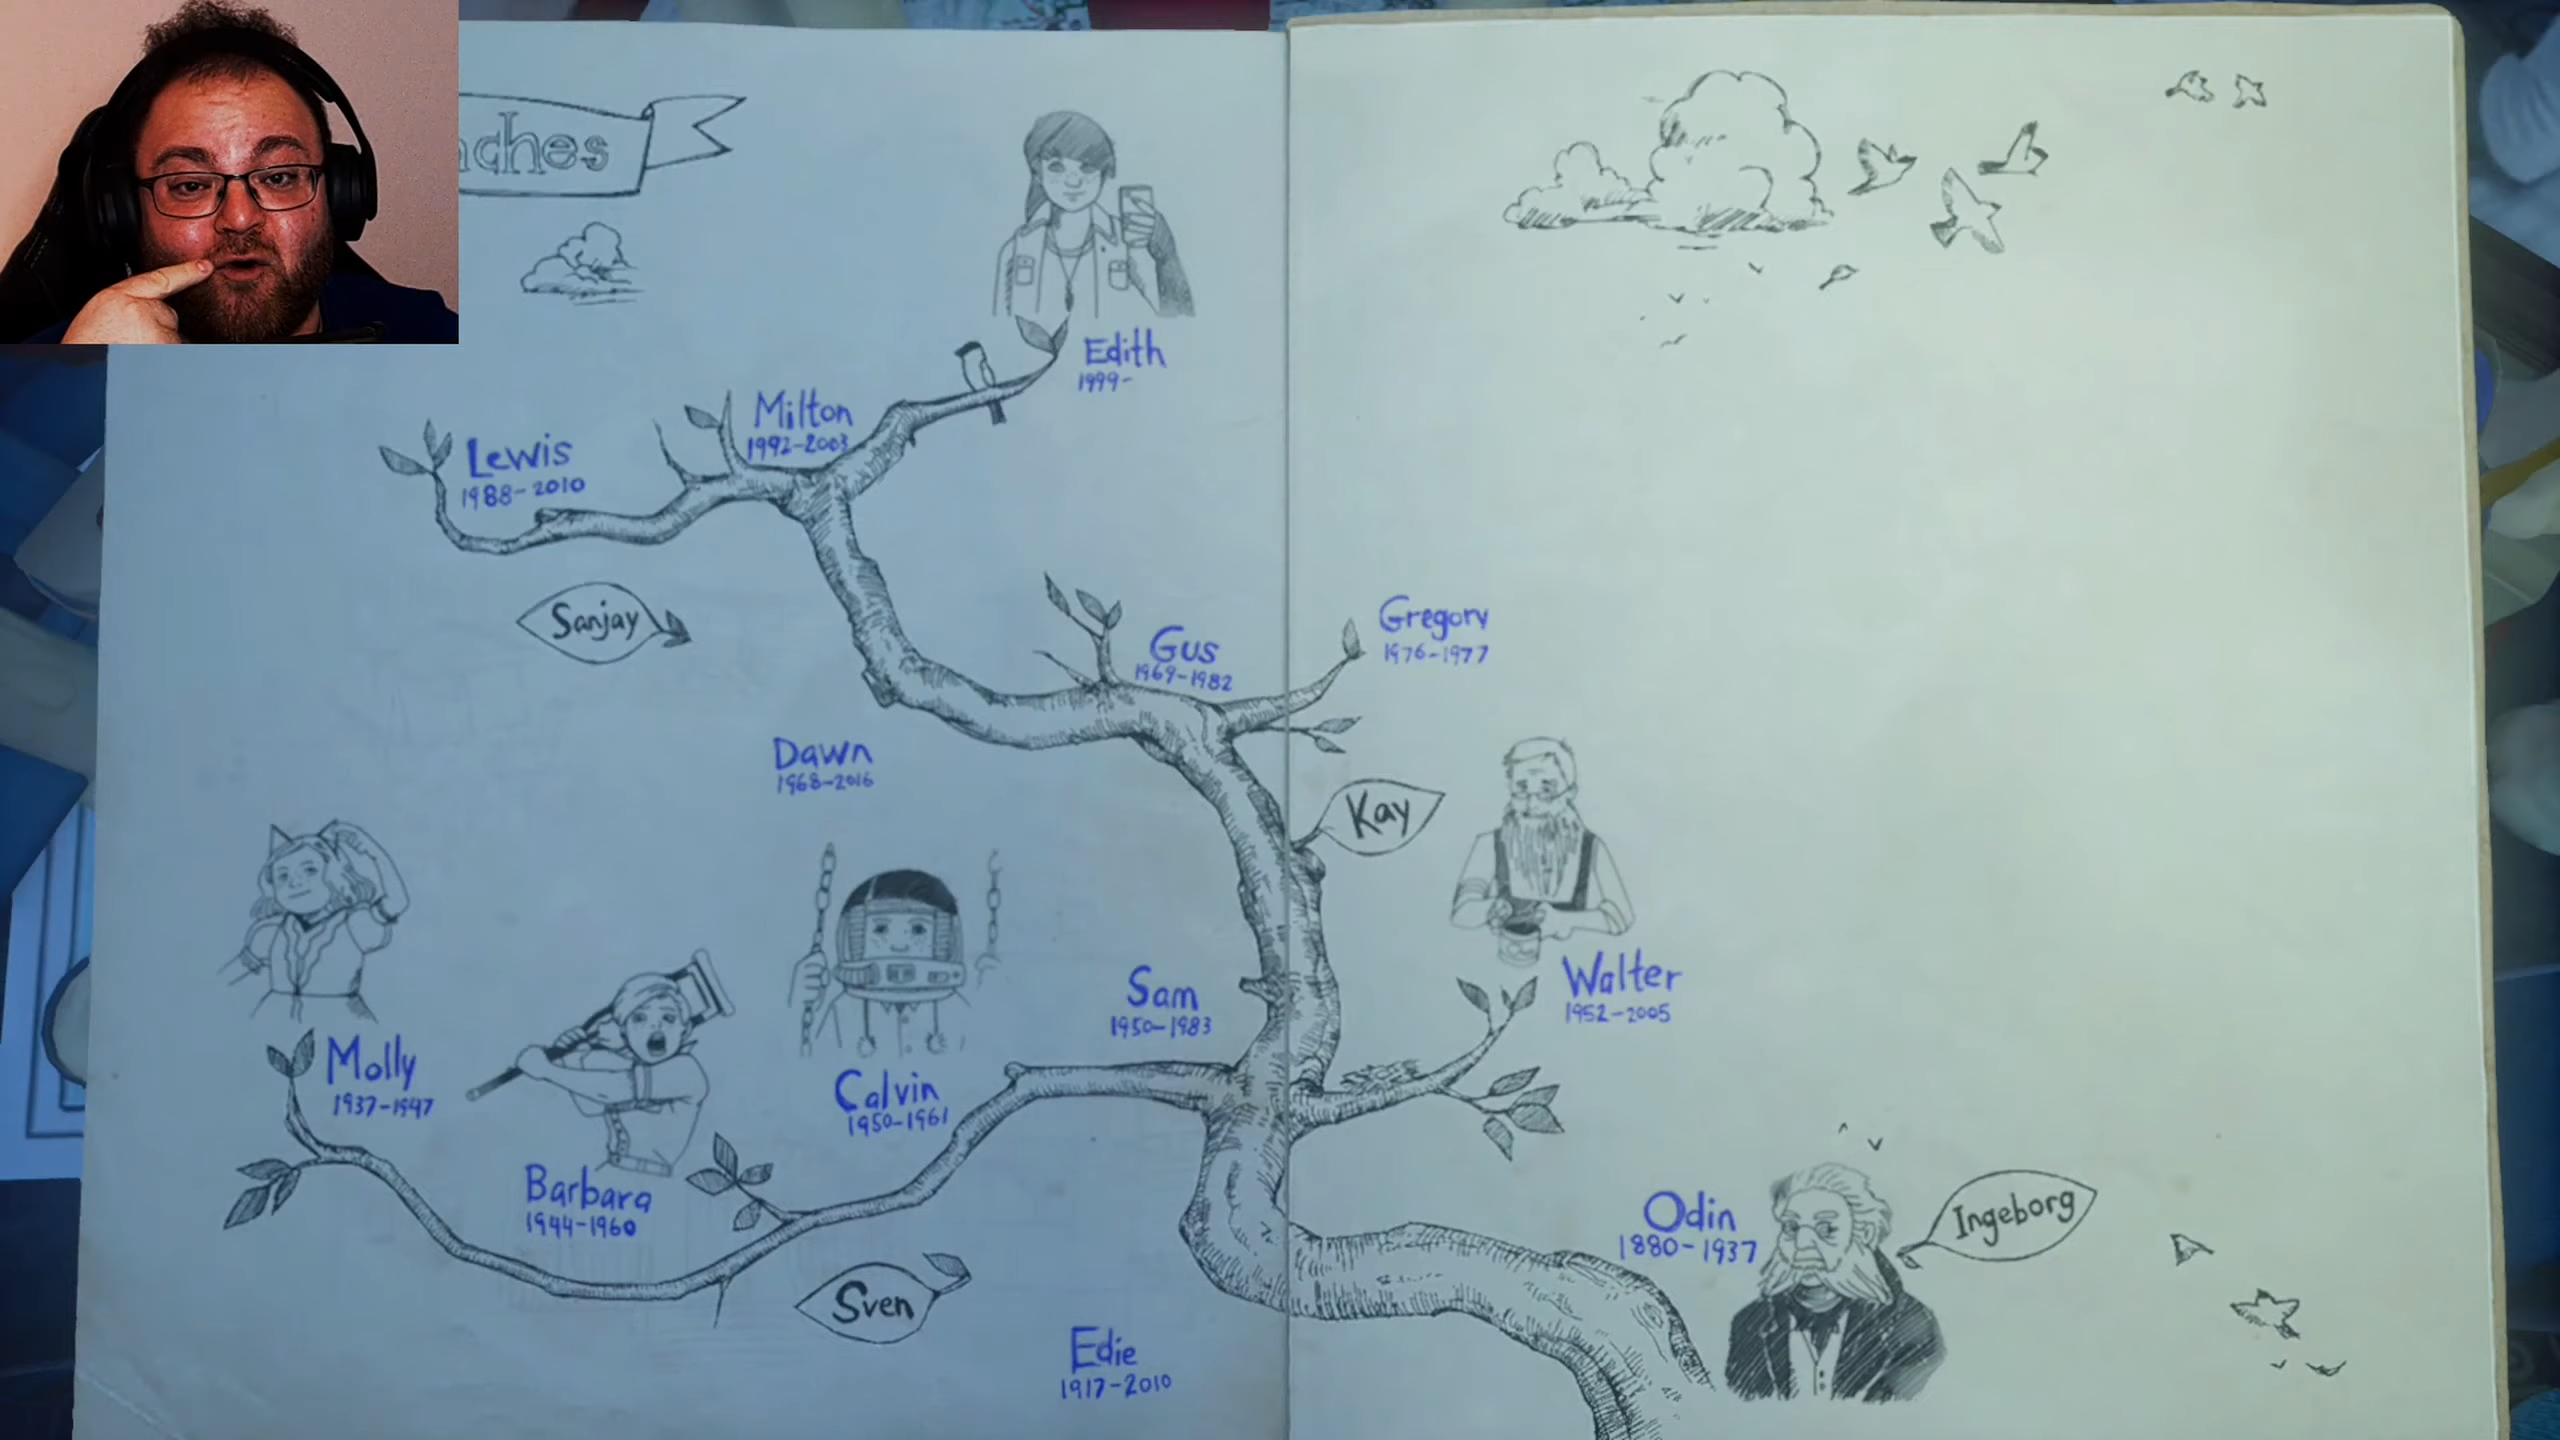 nches
Edith
1999-
Milton
1992-2003
Lewis
1988-2010
Sanjay
Gus
1969-1982
Gregory
1976-1977
Dawn
1968-2016
Kay
Sam
1950-1983
Walter
1952-2005
Molly
1937-1947
Calvin
1950-1961
Barbara
1944-1960
Sven
Odin
1880-1937
Ingeborg
Edie
1917-2010